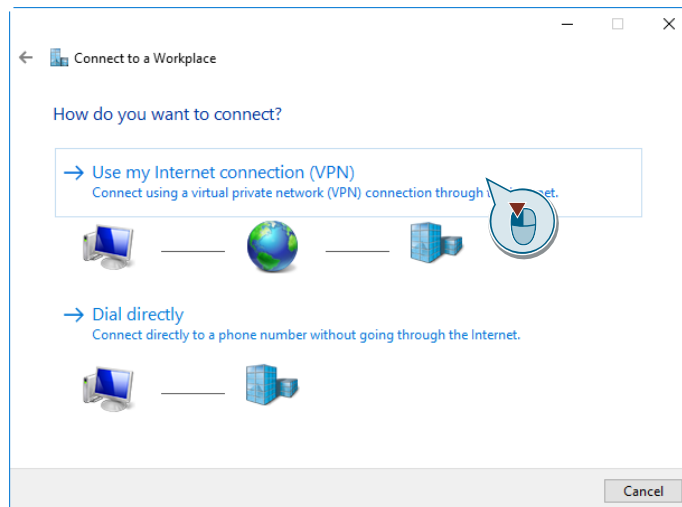 Connect to a Workplace
How do you want to connect?
Use my Internet connection (VPN)
Connect using a virtual private network (VPN) connection through
Dial directly
Connect directly to a phone number without going through the Internet.
Cancel